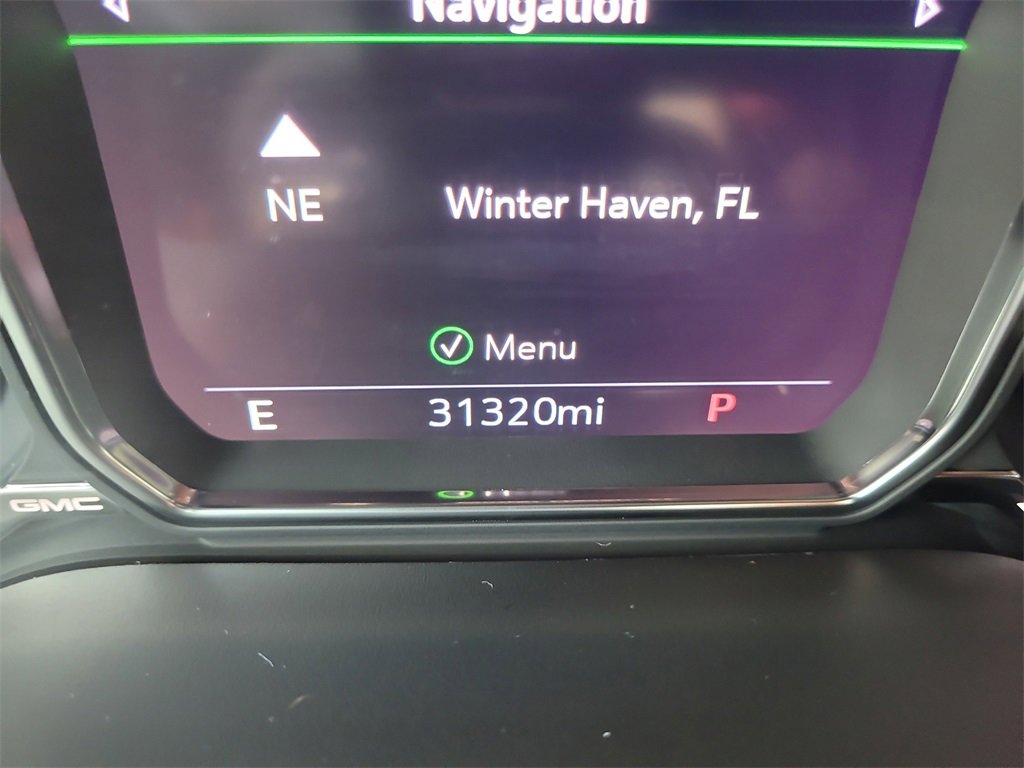 Navigation
NE
Winter Haven, FL
Menu
E 31320mi P
GMC